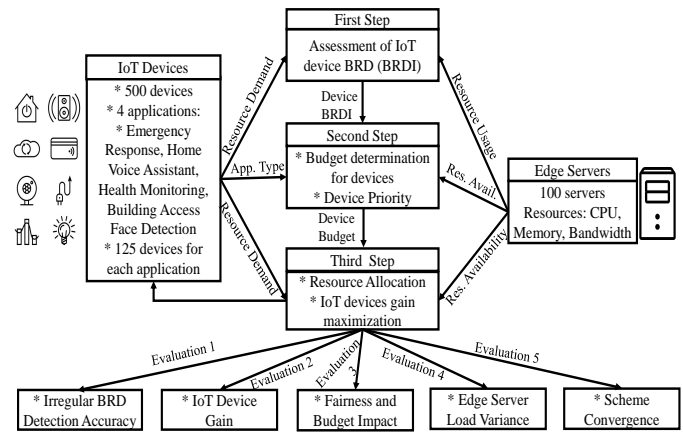 First Step
Assessment of IoT
device BRD (BRDI)
IoT Devices
* 500 devices
* 4 applications:
* Emergency
Response, Home
Voice Assistant,
Health Monitoring,
Building Access
Face Detection
* 125 devices for
each application
Resource Demand
App. Type
Resource Demand
Device
BRDI
Second Step
* Budget determination
for devices
* Device Priority
Device
Budget
Third Step
* Resource Allocation
* IoT devices gain
maximization
Resource Usage
Res. Avail.
Res. Availability
Edge Servers
100 servers
Resources: CPU,
Memory, Bandwidth
Evaluation 1
Evaluation 2
Evaluation
3
Evaluation 4
Evaluation 5
* Irregular BRD
Detection Accuracy
* IoT Device
Gain
* Fairness and
Budget Impact
* Edge Server
Load Variance
* Scheme
Convergence